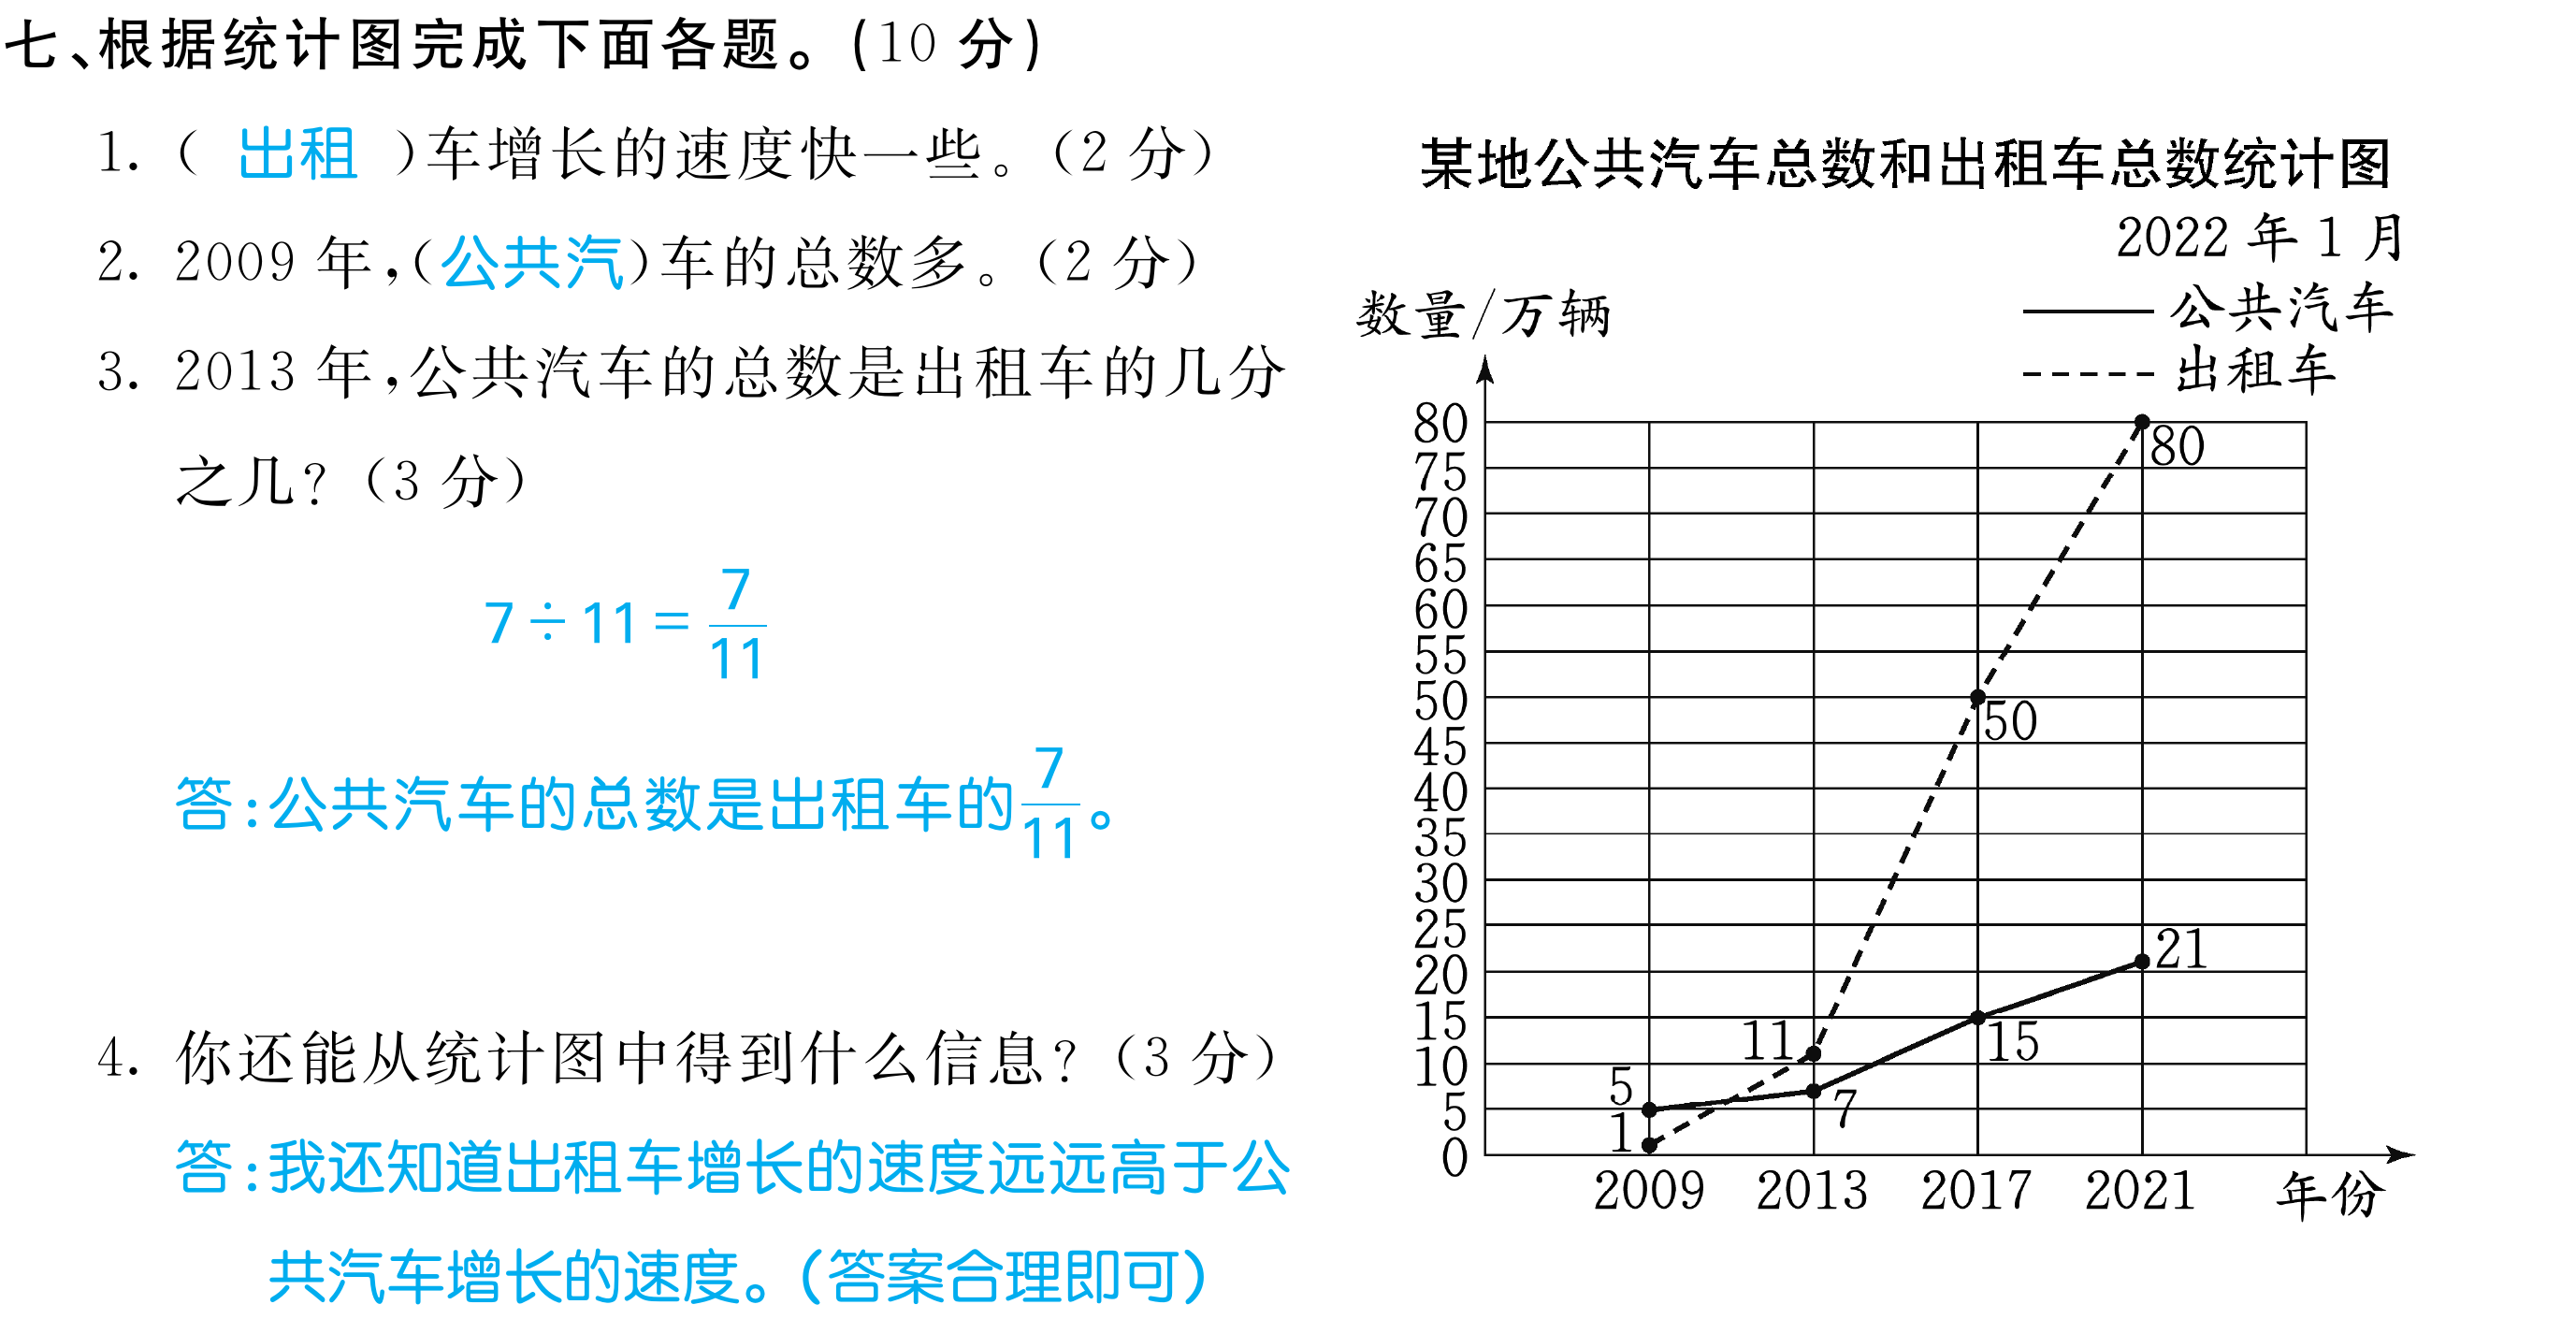 七、根据统计图完成下面各题。(10 分)
1. ( 出租 )车增长的速度快一些。(2 分)
2. 2009 年,(公共汽)车的总数多。(2 分)
3. 2013 年,公共汽车的总数是出租车的几分
之几?(3 分)
7÷11=7/11
答:公共汽车的总数是出租车的7/11。
4. 你还能从统计图中得到什么信息?(3 分)
答:我还知道出租车增长的速度远远高于公
共汽车增长的速度。(答案合理即可)
某地公共汽车总数和出租车总数统计图
2022 年 1 月
数量/万辆
公共汽车
出租车
80
75
70
65
60
55
50
45
40
35
30
25
20
15
10
5
0
80
50
21
11
15
5
7
1
2009 2013 2017 2021 年份